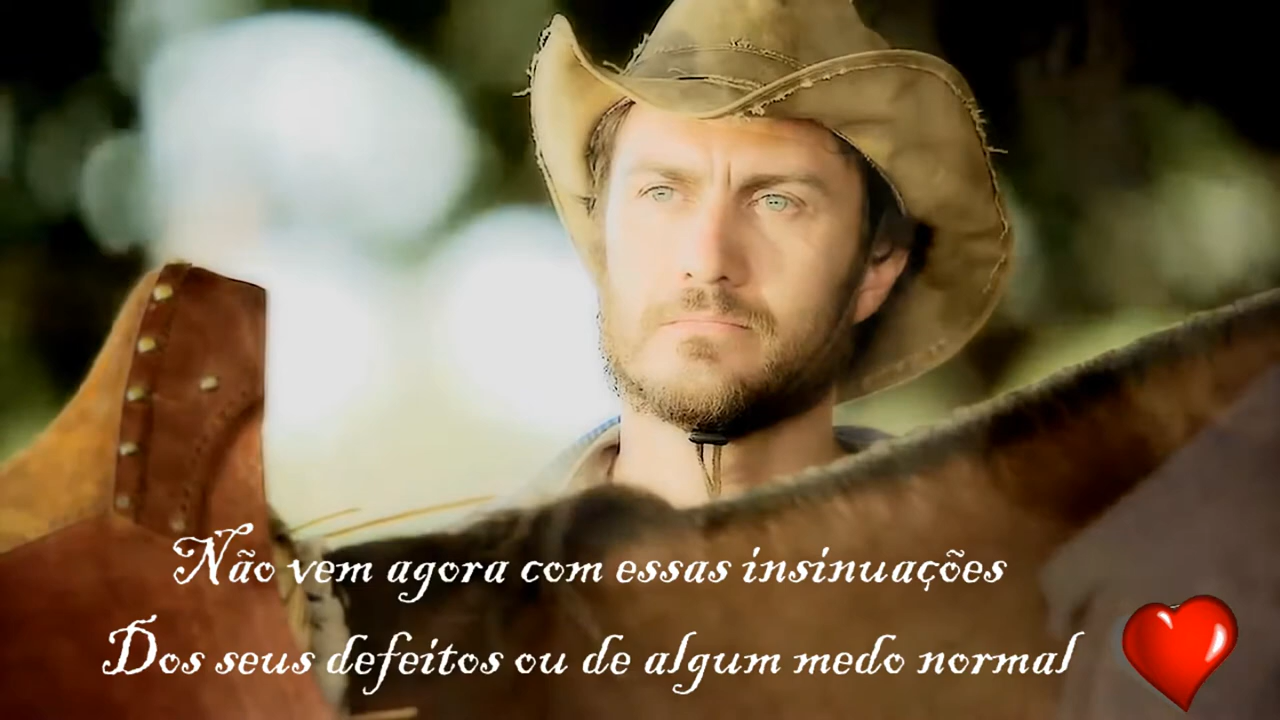 Não vem agora com essas insinuações
Dos seus defeitos ou de algum medo normal